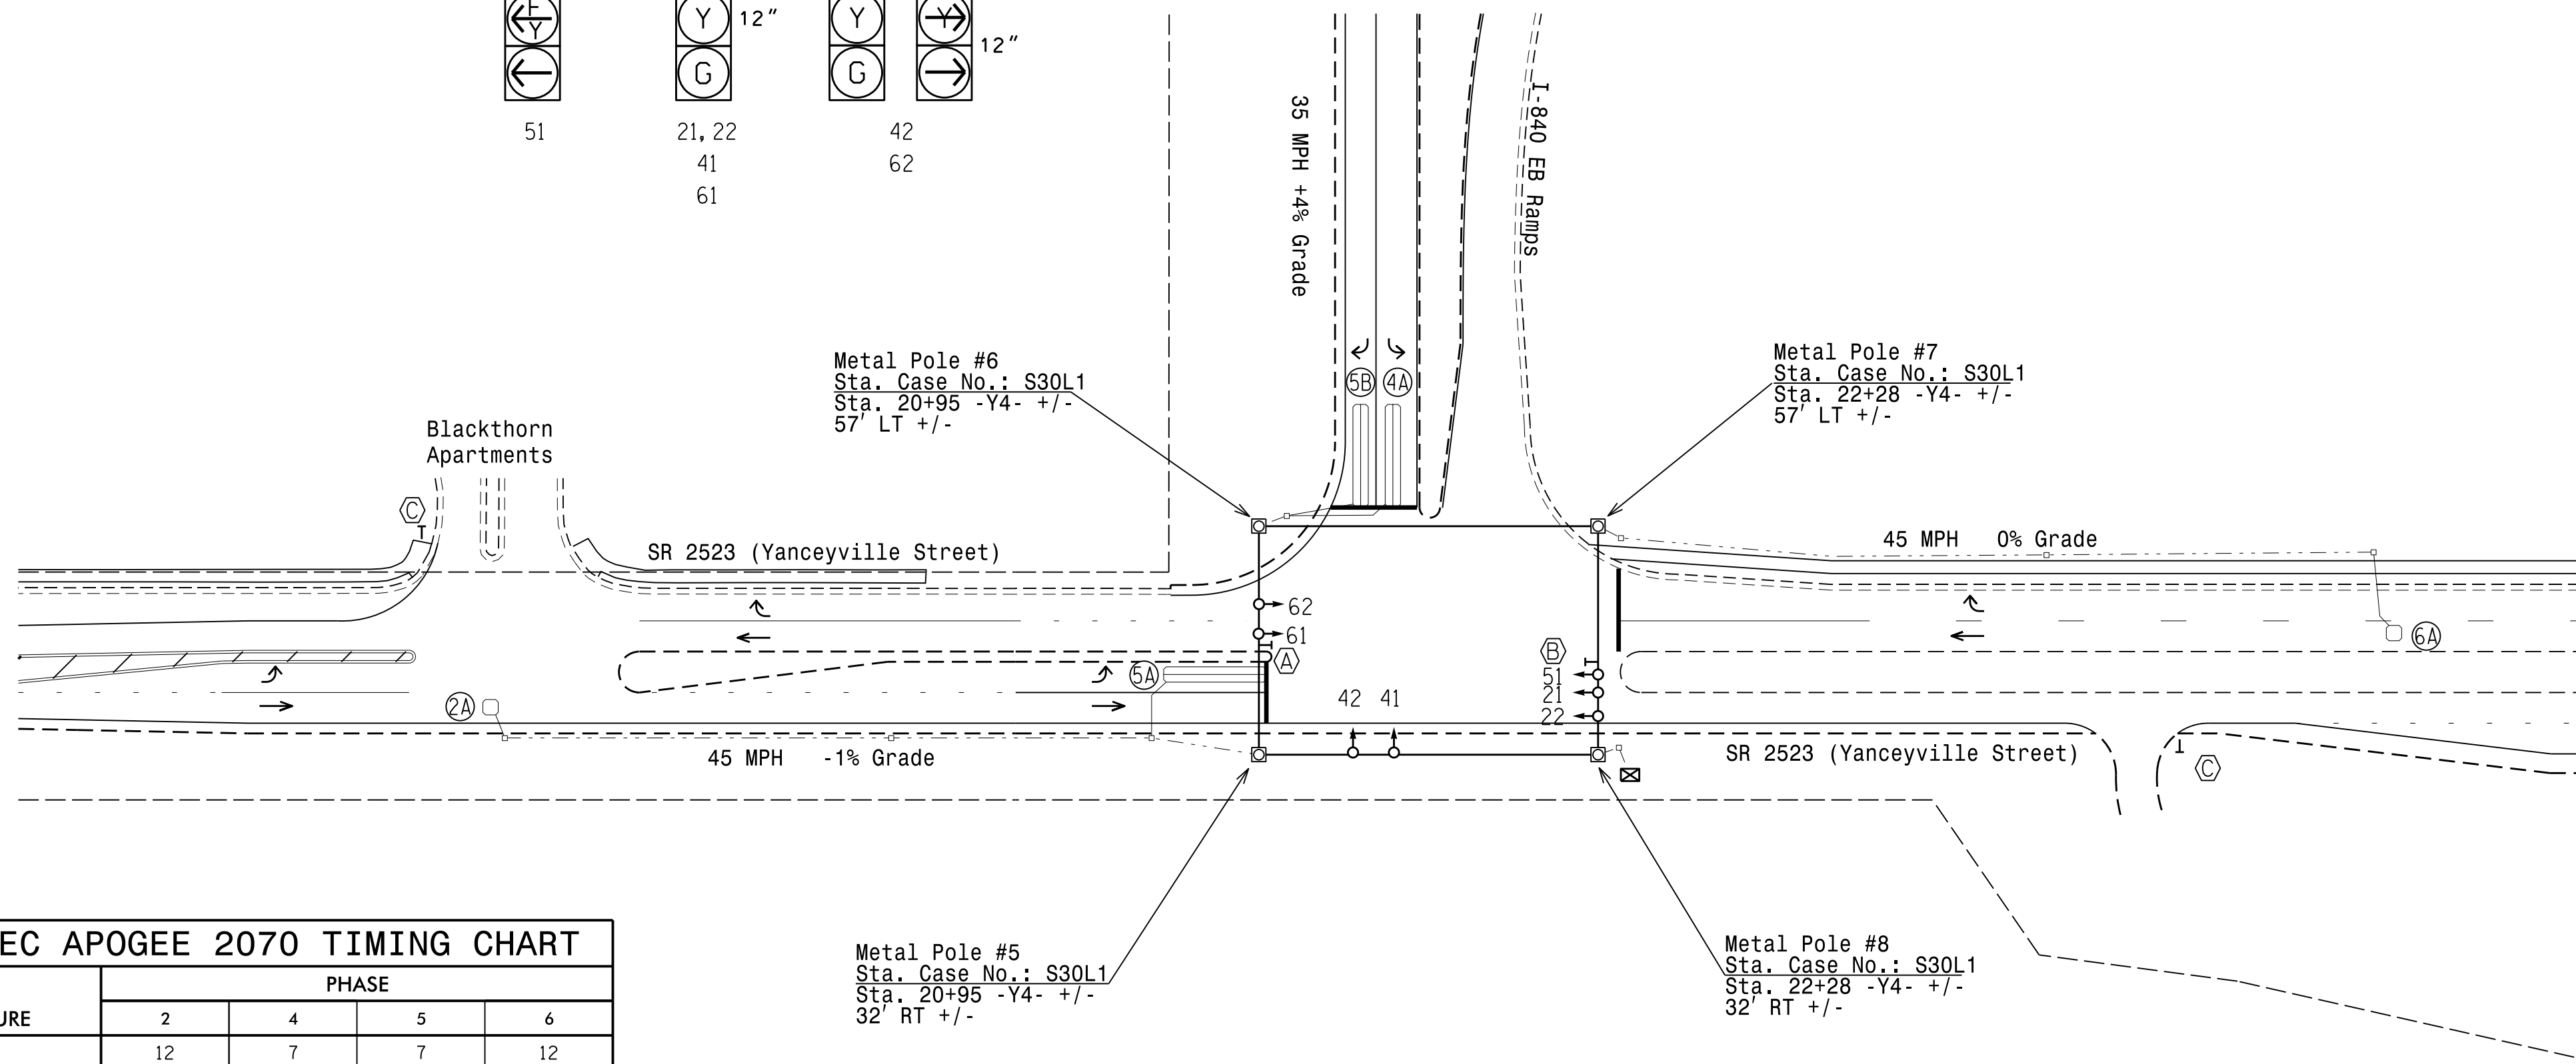 F
Y
Y
12"
Y
Y
12"
G
G
51
21, 22
42
41
62
61
35 MPH +4% Grade
I-840 EB Ramps
Metal Pole #6
Sta. Case No.: S30L1
Sta. 20+95 -Y4- +/-
57' LT +/-
Metal Pole #7
Sta. Case No.: S30L1
Sta. 22+28 -Y4- +/-
57' LT +/-
5B
4A
Blackthorn
Apartments
C
SR 2523 (Yanceyville Street)
45 MPH 0% Grade
62
61
A
B
6A
5A
51
21
22
42
41
2A
45 MPH -1% Grade
SR 2523 (Yanceyville Street)
C
Metal Pole #5
Sta. Case No.: S30L1
Sta. 20+95 -Y4- +/-
32' RT +/-
Metal Pole #8
Sta. Case No.: S30L1
Sta. 22+28 -Y4- +/-
32' RT +/-
EC APOGEE 2070 TIMING CHART
PHASE
URE
2
4
5
6
12
7
7
12